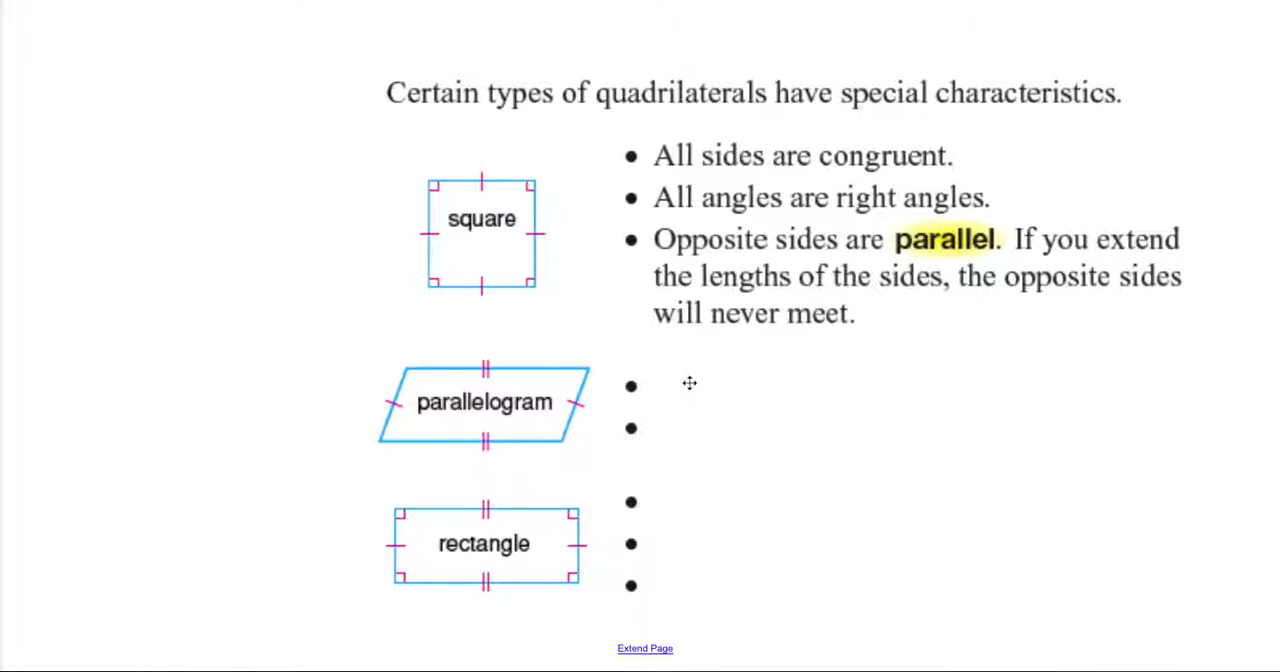 Certain types of quadrilaterals have special characteristics.
square
• All sides are congruent.
• All angles are right angles.
• Opposite sides are parallel. If you extend
the lengths of the sides, the opposite sides
will never meet.
parallelogram
•
•
rectangle
•
•
•
Extend Page